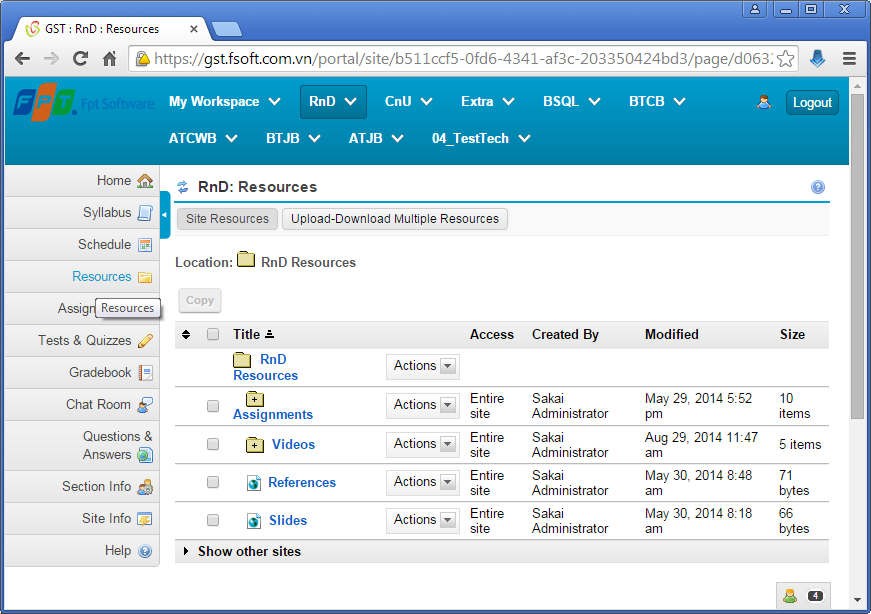 GST : RnD : Resources
https://gst.fsoft.com.vn/portal/site/b511ccf5-0fd6-4341-af3c-203350424bd3/page/d063
FPT Fpt Software
My Workspace RnD CnU Extra BSQL BTCB Logout
ATCWB BTJB ATJB 04_TestTech
Home
Syllabus
Schedule
Resources
Assign
Resources
Tests & Quizzes
Gradebook
Chat Room
Questions &
Answers
Section Info
Site Info
Help
RnD: Resources
Site Resources Upload-Download Multiple Resources
Location: RnD Resources
Copy
Title Access Created By Modified Size
RnD
Resources Actions
Assignments Actions Entire
site Sakai
Administrator May 29, 2014 5:52
pm 10
items
Videos Actions Entire
site Sakai
Administrator Aug 29, 2014 11:47
am 5 items
References Actions Entire
site Sakai
Administrator May 30, 2014 8:48
am 71
bytes
Slides Actions Entire
site Sakai
Administrator May 30, 2014 8:18
am 66
bytes
Show other sites
4